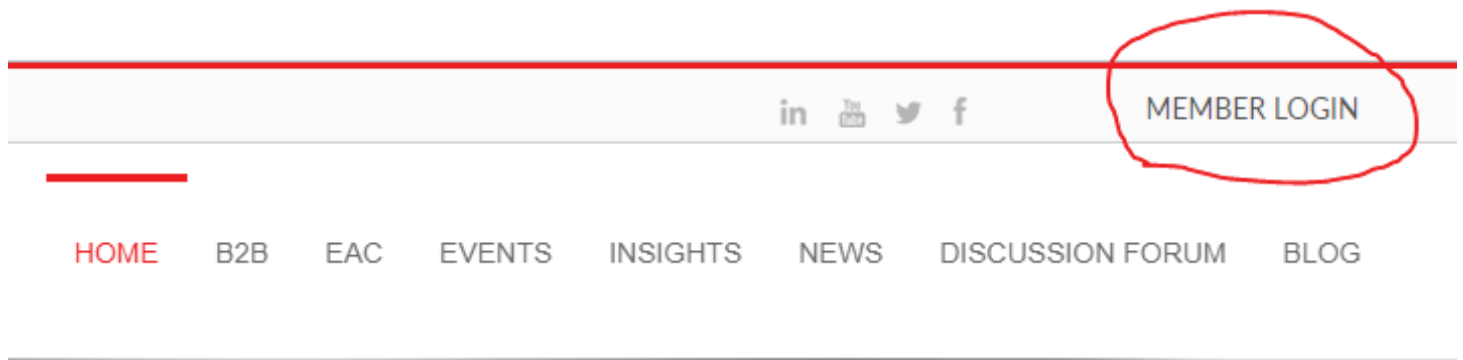 in You Tube f MEMBER LOGIN
HOME B2B EAC EVENTS INSIGHTS NEWS DISCUSSION FORUM BLOG